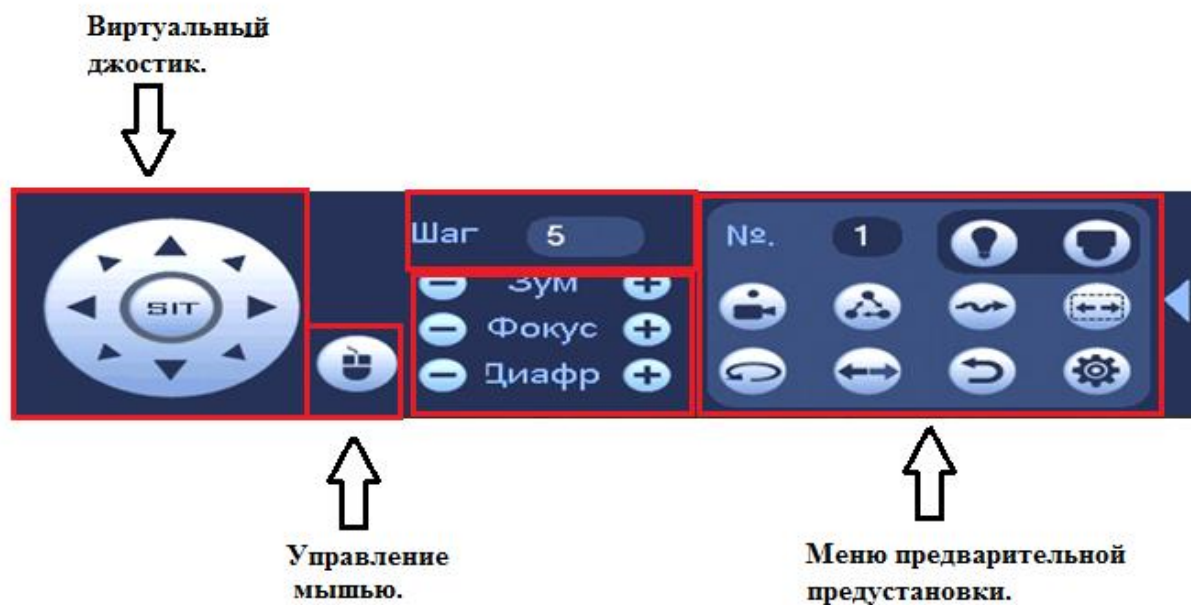 Виртуальный
джостик.
SIT
Шаг 5
Зум
Фокус
Диафр
№. 1
Управление
мышью.
Меню предварительной
предустановки.